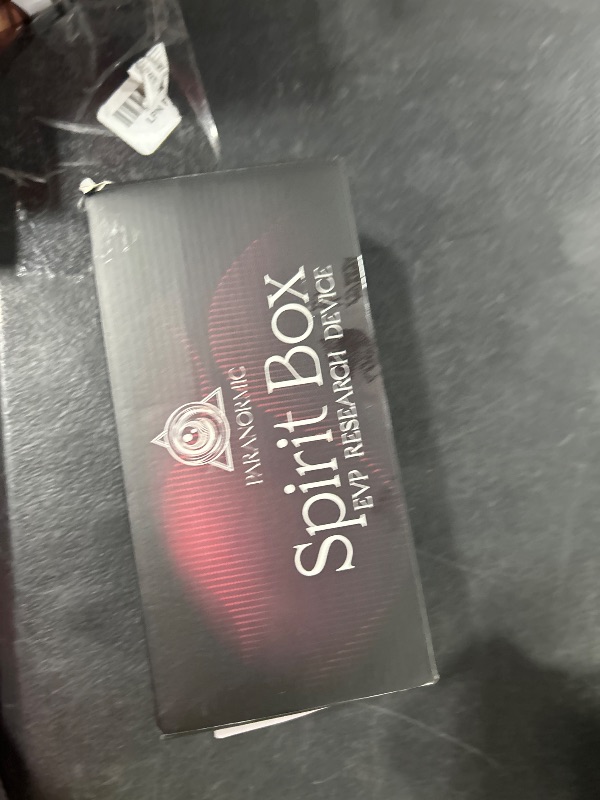 PARANORMIC
Spirit Box
EVP RESEARCH DEVICE